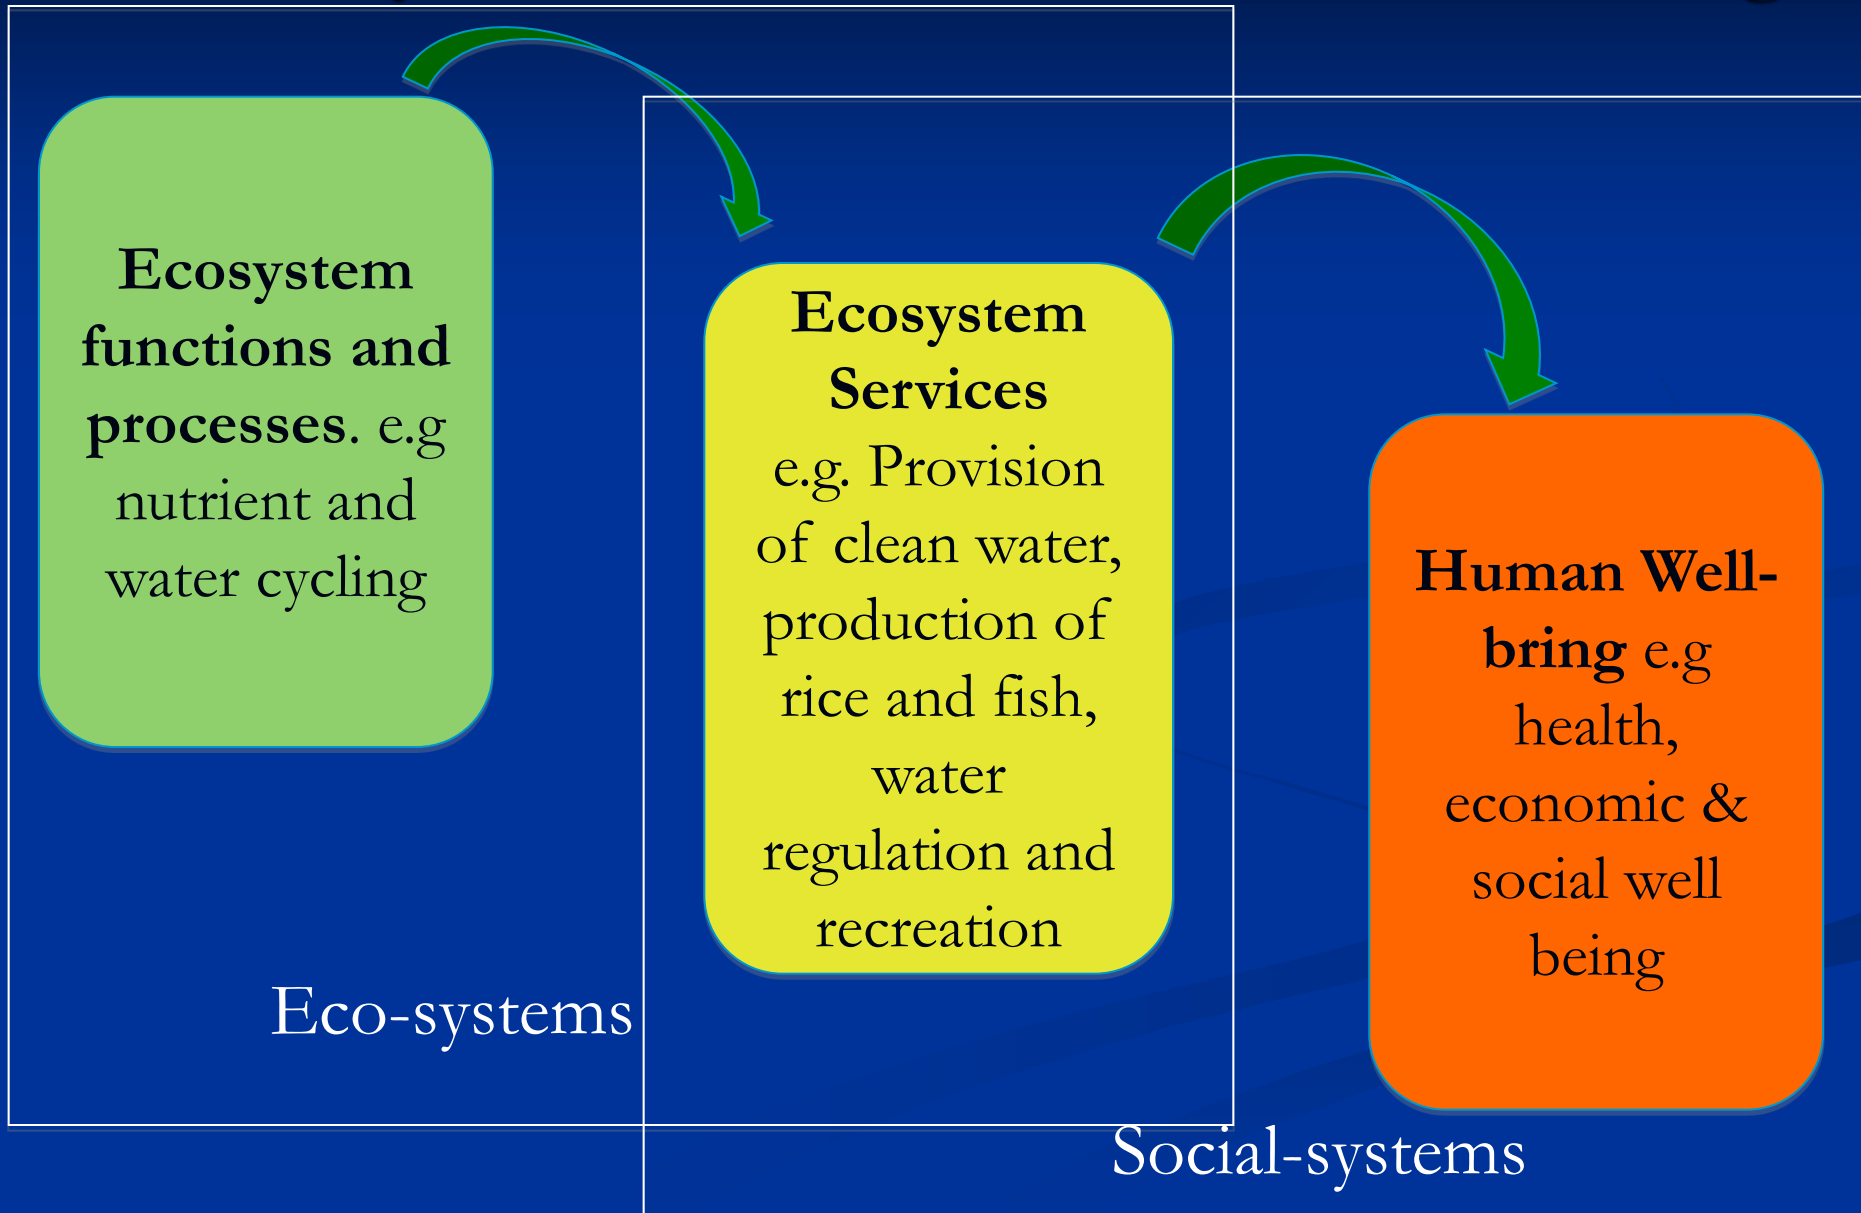 Ecosystem
functions and
processes. e.g
nutrient and
water cycling
Ecosystem
Services
e.g. Provision
of clean water,
production of
rice and fish,
water
regulation and
recreation
Human Well-
bring e.g
health,
economic &
social well
being
Eco-systems
Social-systems